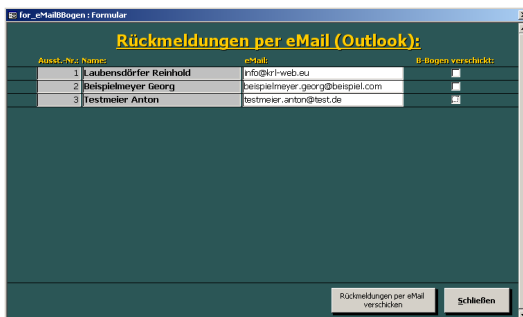 for_eMailBBogen : Formular
Rückmeldungen per eMail (Outlook):
Ausst.-Nr.: Name: eMail: B-Bogen verschickt:
1 Laubensdörfer Reinhold info@krl-web.eu
2 Beispielmeyer Georg beispielmeyer.georg@beispiel.com
3 Testmeier Anton testmeier.anton@test.de
Rückmeldungen per eMail
verschicken
Schließen